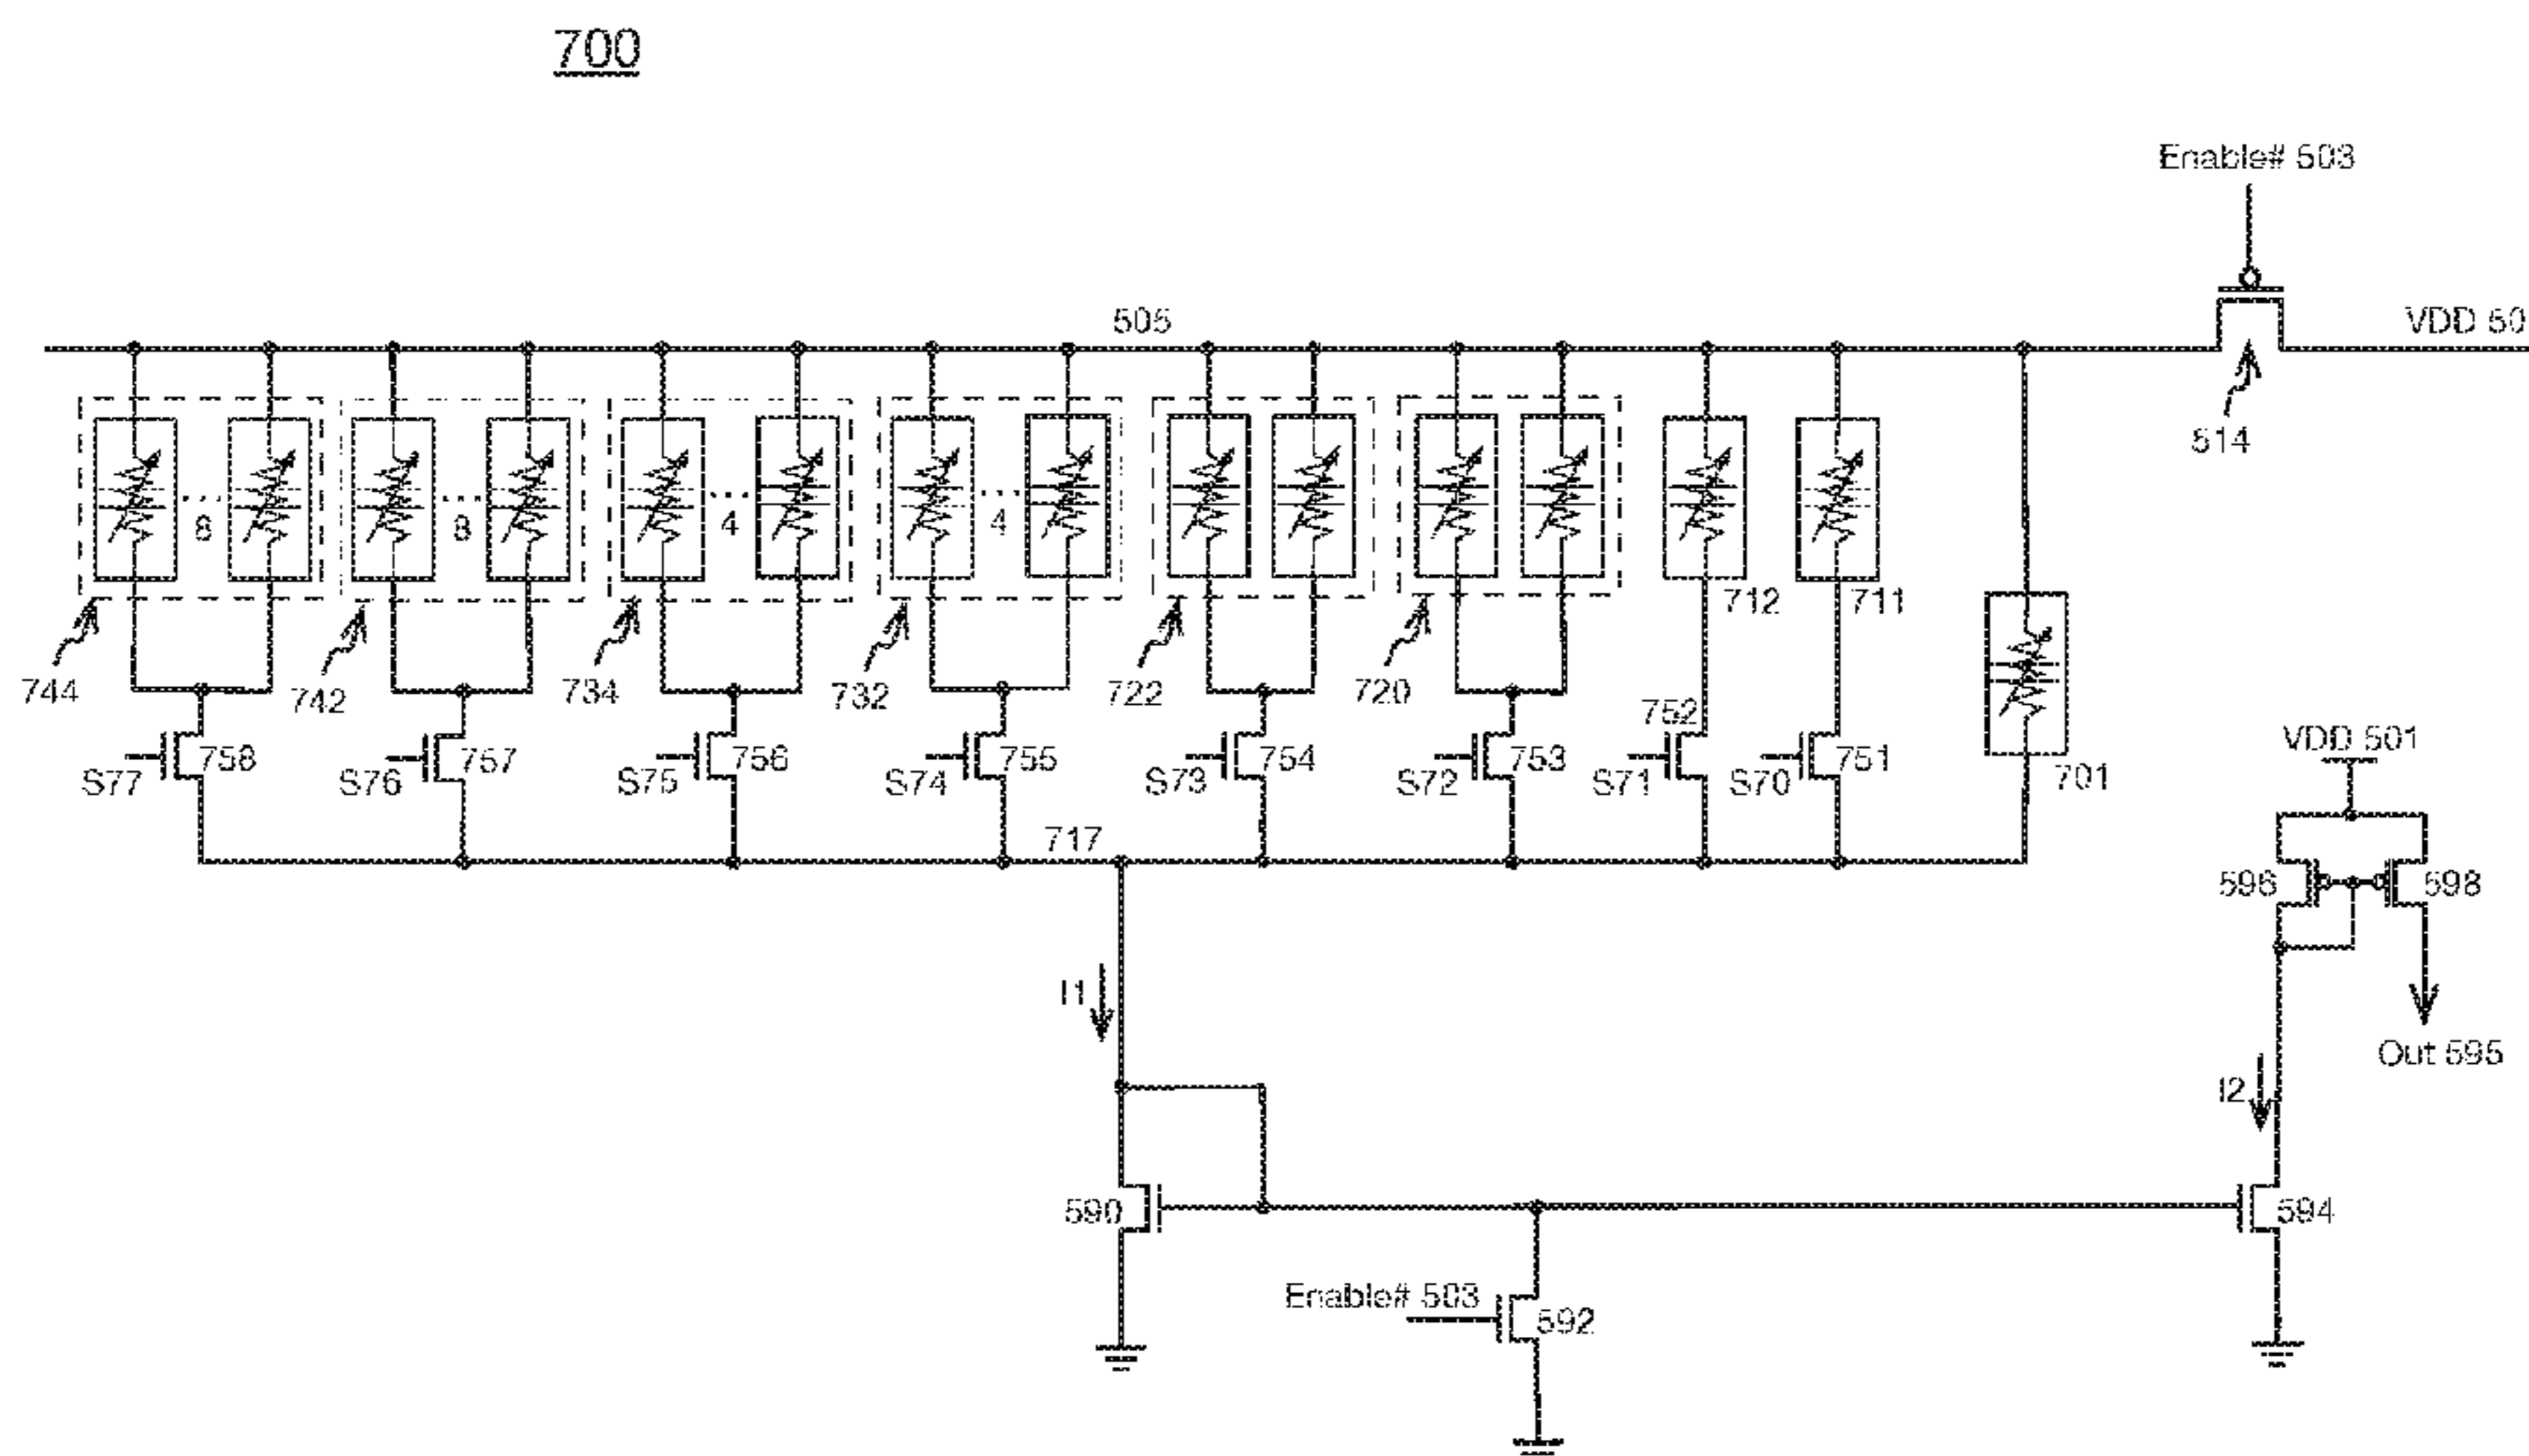 700
Enable# 503
505
VDD 50
514
8
8
4
4
712
711
744
742
734
732
722
720
752
701
S77
758
S76
757
S75
756
S74
755
S73
754
S72
753
S71
S70
751
717
VDD 501
596
598
I1
Out 595
I2
590
594
Enable# 503
592